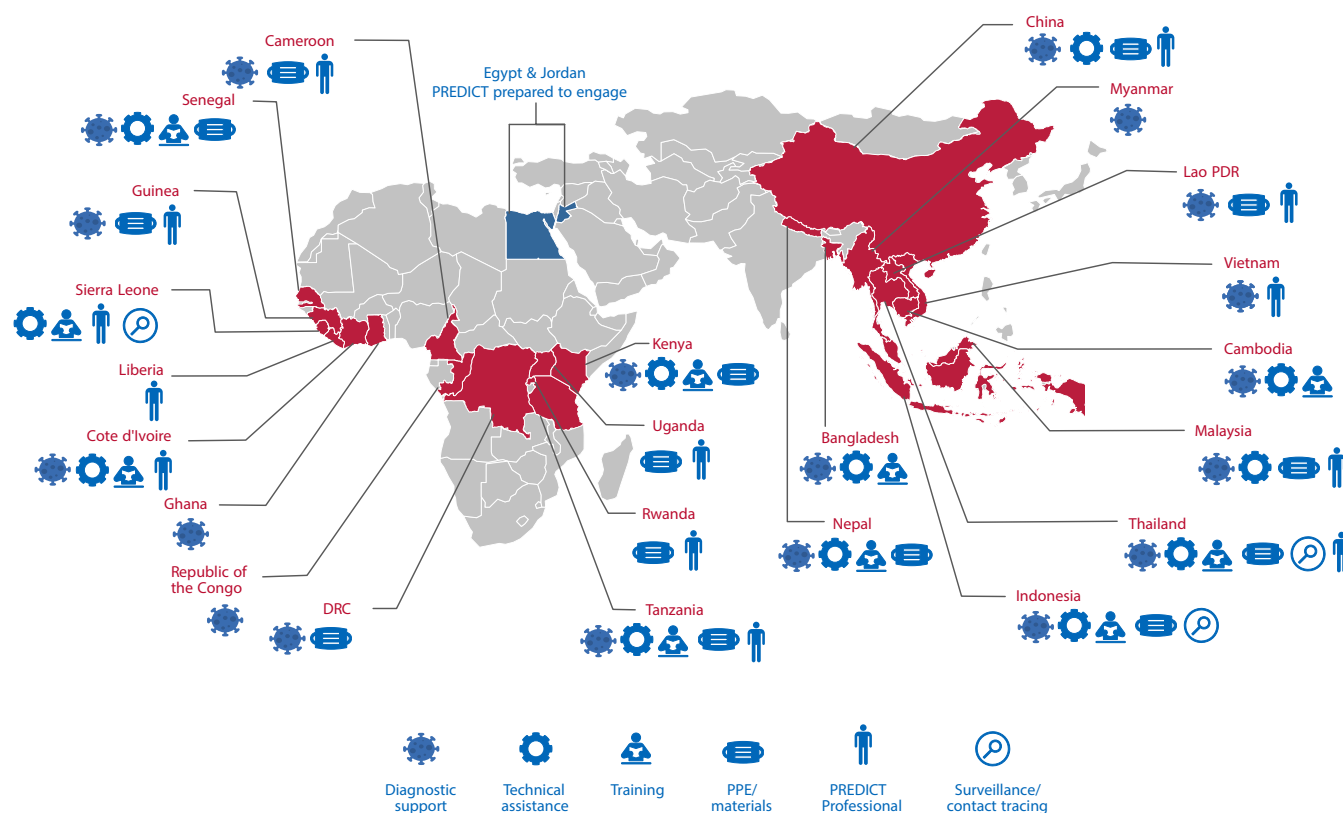 Cameroon
Egypt & Jordan
PREDICT prepared to engage
China
Myanmar
Senegal
Lao PDR
Guinea
Vietnam
Sierra Leone
Kenya
Cambodia
Liberia
Uganda
Cote d'Ivoire
Bangladesh
Malaysia
Ghana
Rwanda
Nepal
Thailand
Republic of
the Congo
DRC
Tanzania
Indonesia
Diagnostic
support
Technical
assistance
Training
PPE/
materials
PREDICT
Professional
Surveillance/
contact tracing